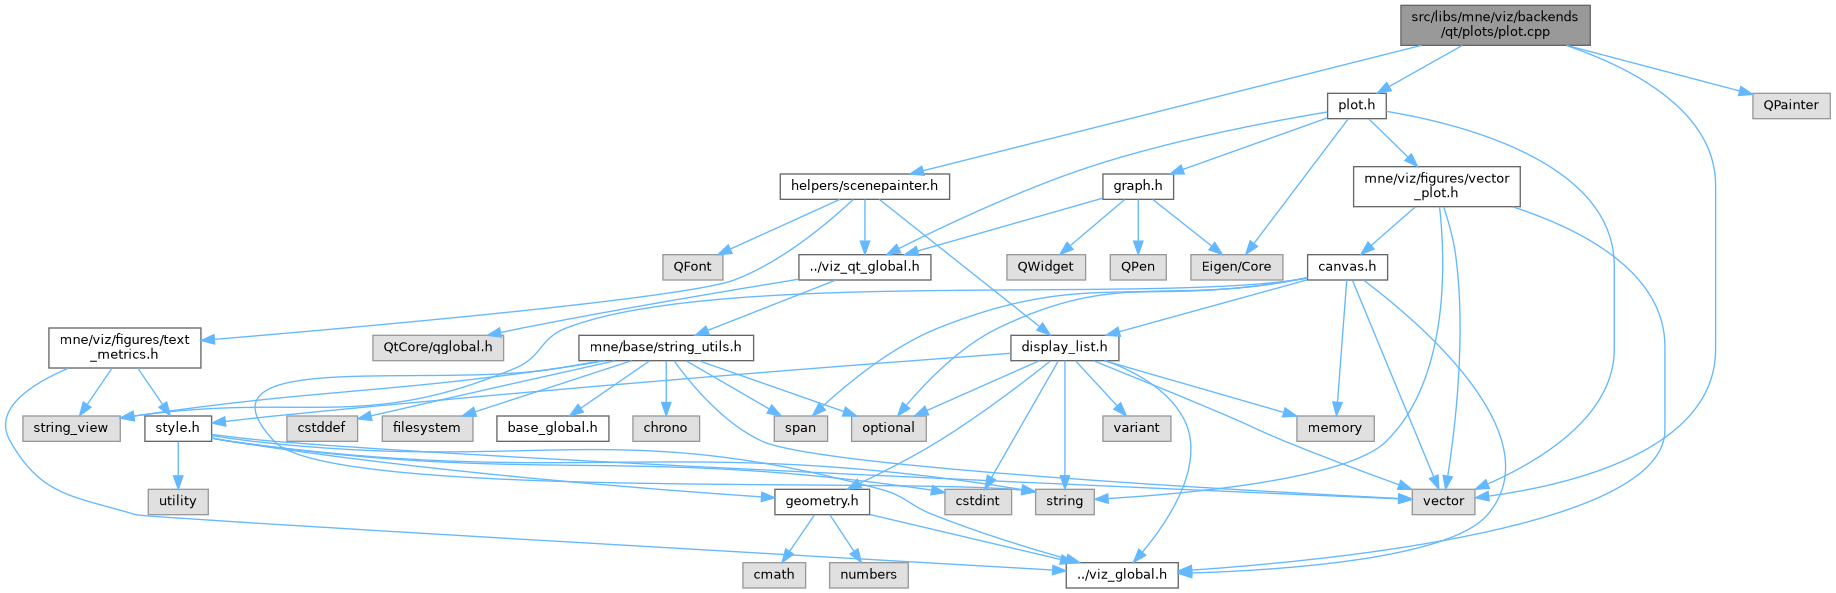 src/libs/mne/viz/backends
/qt/plots/plot.cpp
plot.h
QPainter
helpers/scenepainter.h
graph.h
mne/viz/figures/vector
_plot.h
QFont
../viz_qt_global.h
QWidget
QPen
Eigen/Core
canvas.h
mne/viz/figures/text
_metrics.h
QtCore/qglobal.h
mne/base/string_utils.h
display_list.h
string_view
style.h
cstddef
filesystem
base_global.h
chrono
span
optional
variant
memory
utility
geometry.h
cstdint
string
vector
cmath
numbers
../viz_global.h